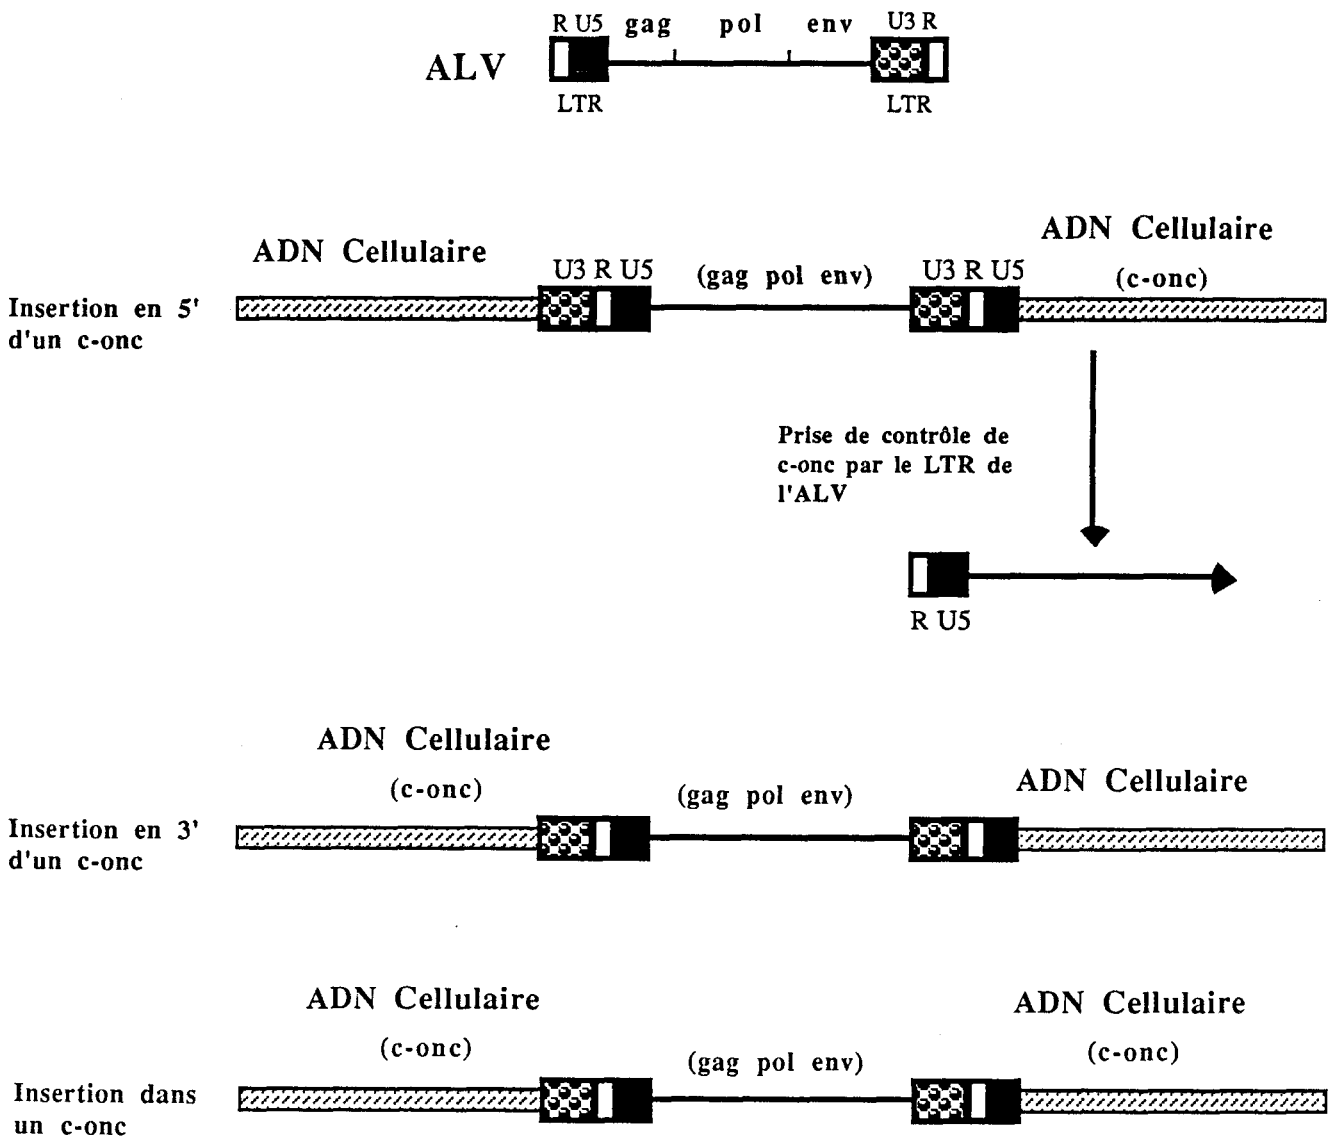 R U5 gag pol env U3 R
ALV
LTR LTR
ADN Cellulaire
ADN Cellulaire
(c-onc)
U3 R U5 (gag pol env) U3 R U5
Insertion en 5'
d'un c-onc
Prise de contrôle de
c-onc par le LTR de
l'ALV
R U5
ADN Cellulaire
(c-onc)
(gag pol env)
ADN Cellulaire
Insertion en 3'
d'un c-onc
ADN Cellulaire
(c-onc)
(gag pol env)
ADN Cellulaire
(c-onc)
Insertion dans
un c-onc